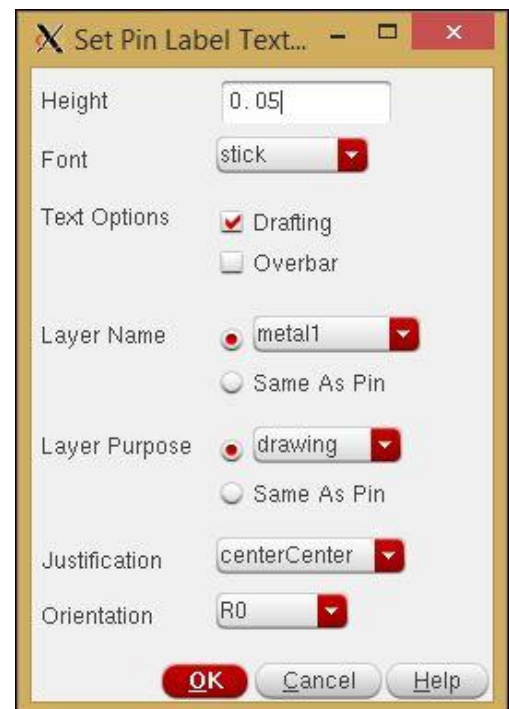 Set Pin Label Text...
Height 0.05
Font stick
Text Options Drafting
Overbar
Layer Name metal1
Same As Pin
Layer Purpose drawing
Same As Pin
Justification centerCenter
Orientation R0
OK Cancel Help